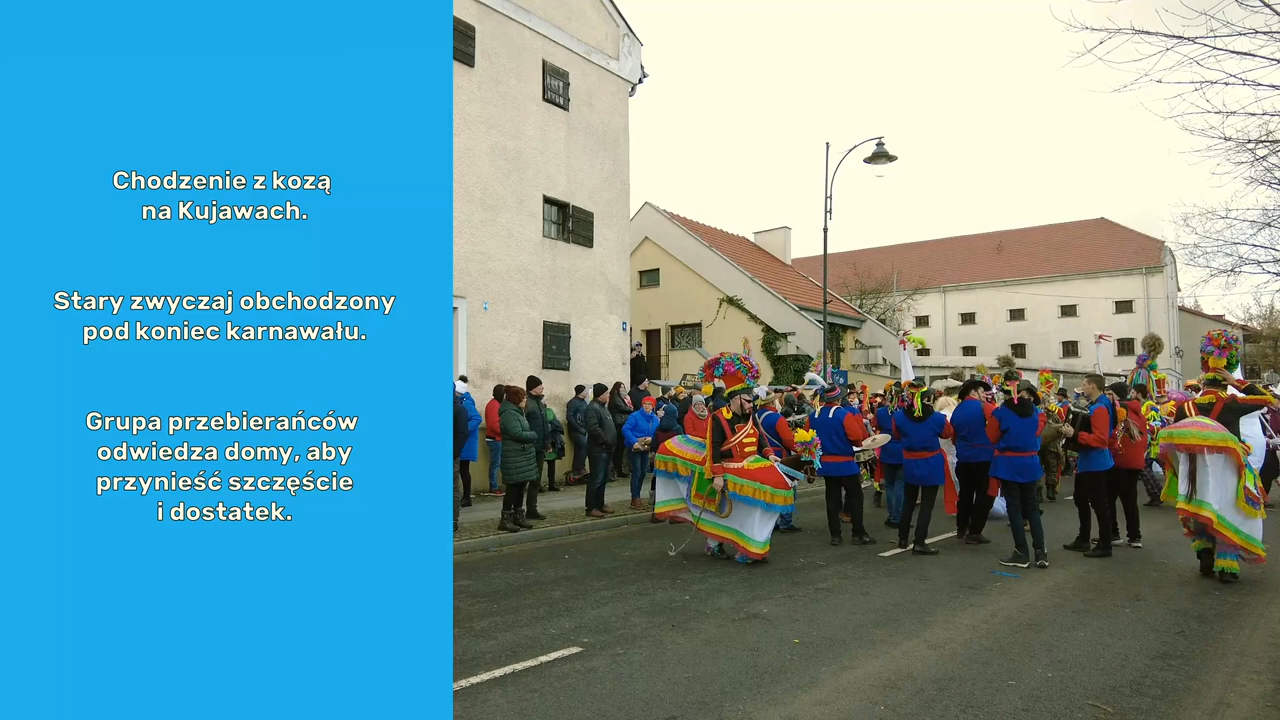 Chodzenie z kozą
na Kujawach.
Stary zwyczaj obchodzony
pod koniec karnawału.
Grupa przebierańców
odwiedza domy, aby
przynieść szczęście
i dostatek.